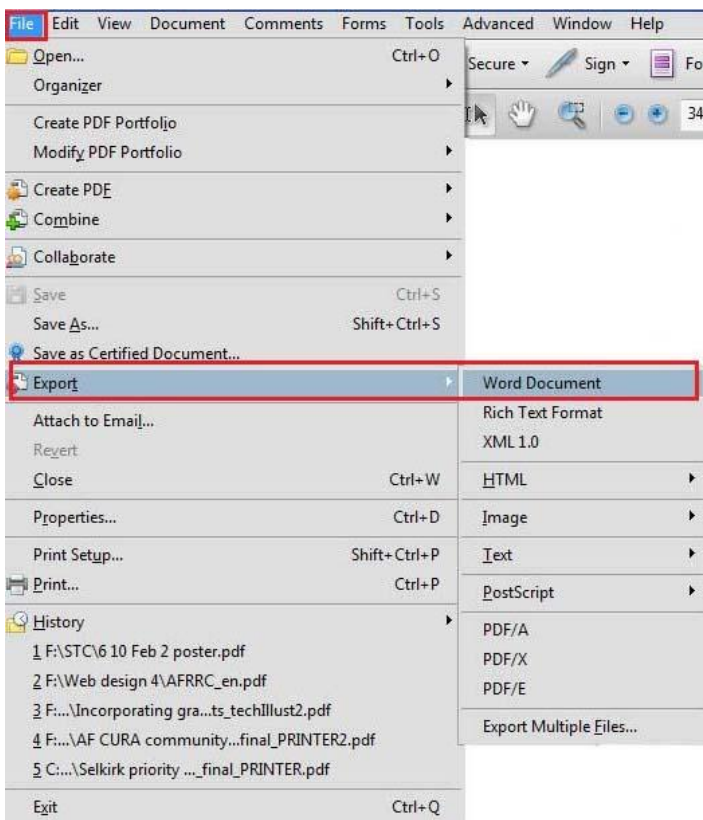 File Edit View Document Comments Forms Tools Advanced Window Help
Secure Sign Fo
34
Open... Ctrl+O
Organizer
Create PDF Portfolio
Modify PDF Portfolio
Create PDF
Combine
Collaborate
Save Ctrl+S
Save As... Shift+Ctrl+S
Save as Certified Document...
Export
Attach to Email...
Revert
Close Ctrl+W
Properties... Ctrl+D
Print Setup... Shift+Ctrl+P
Print... Ctrl+P
History
1 F:\STC\6 10 Feb 2 poster.pdf
2 F:\Web design 4\AFRRC_en.pdf
3 F:...\Incorporating gra...ts_techIllust2.pdf
4 F:...\AF CURA community...final_PRINTER2.pdf
5 C:...\Selkirk priority ..._final_PRINTER.pdf
Exit Ctrl+Q
Word Document
Rich Text Format
XML 1.0
HTML
Image
Text
PostScript
PDF/A
PDF/X
PDF/E
Export Multiple Files...